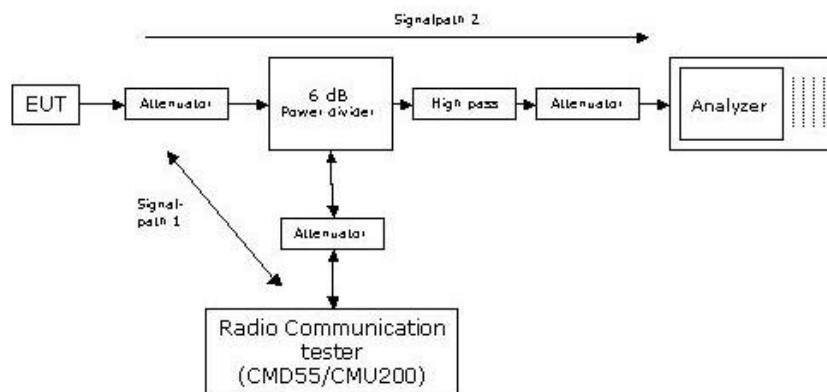 Signalpath 2
EUT
Attenuator
6 dB
Power divider
High pass
Attenuator
Analyzer
Signal-
path 1
Attenuator
Radio Communication
tester
(CMD55/CMU200)